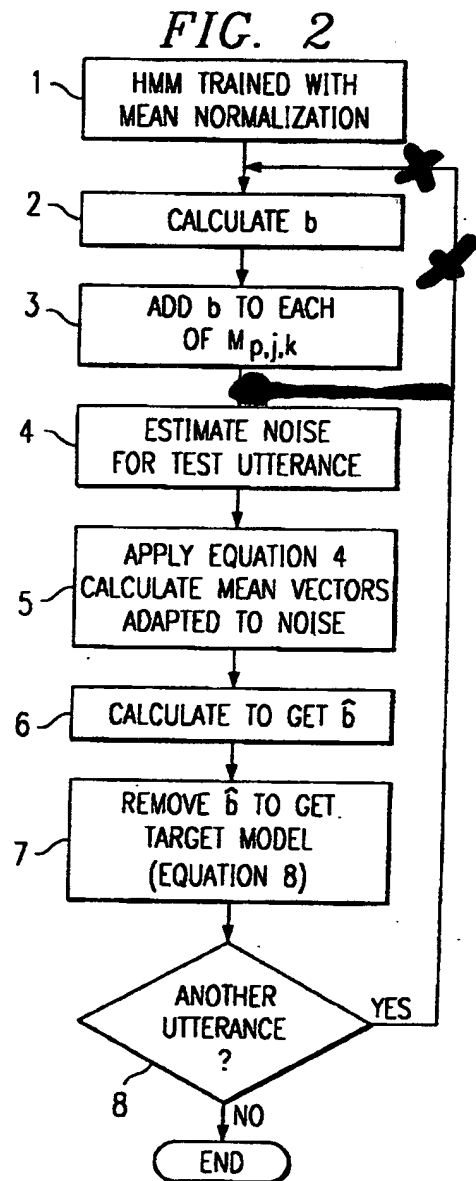 FIG. 2
1
HMM TRAINED WITH
MEAN NORMALIZATION
2
CALCULATE b
3
ADD b TO EACH
OF Mp,j,k
4
ESTIMATE NOISE
FOR TEST UTTERANCE
5
APPLY EQUATION 4
CALCULATE MEAN VECTORS
ADAPTED TO NOISE
6
CALCULATE TO GET b̂
7
REMOVE b̂ TO GET
TARGET MODEL
(EQUATION 8)
ANOTHER
UTTERANCE
?
YES
8
NO
END